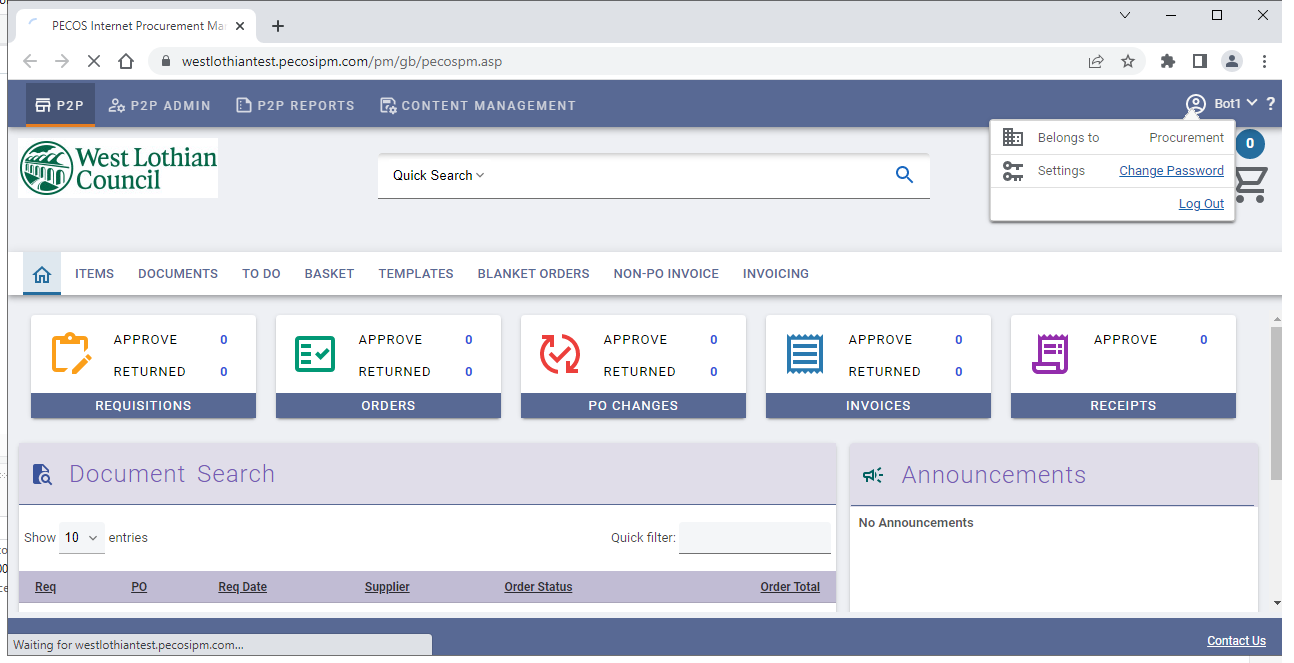 PECOS Internet Procurement Ma
westlothiantest.pecosipm.com/pm/gb/pecospm.asp
P2P P2P ADMIN P2P REPORTS CONTENT MANAGEMENT Bot1 ?
Belongs to Procurement
Settings Change Password
Log Out
0
West Lothian
Council
Quick Search
ITEMS DOCUMENTS TO DO BASKET TEMPLATES BLANKET ORDERS NON-PO INVOICE INVOICING
APPROVE 0 APPROVE 0 APPROVE 0 APPROVE 0 APPROVE 0
RETURNED 0 RETURNED 0 RETURNED 0 RETURNED 0
REQUISITIONS ORDERS PO CHANGES INVOICES RECEIPTS
Document Search
Announcements
Show 10 entries Quick filter:
No Announcements
Req PO Req Date Supplier Order Status Order Total
Waiting for westlothiantest.pecosipm.com...
Contact Us